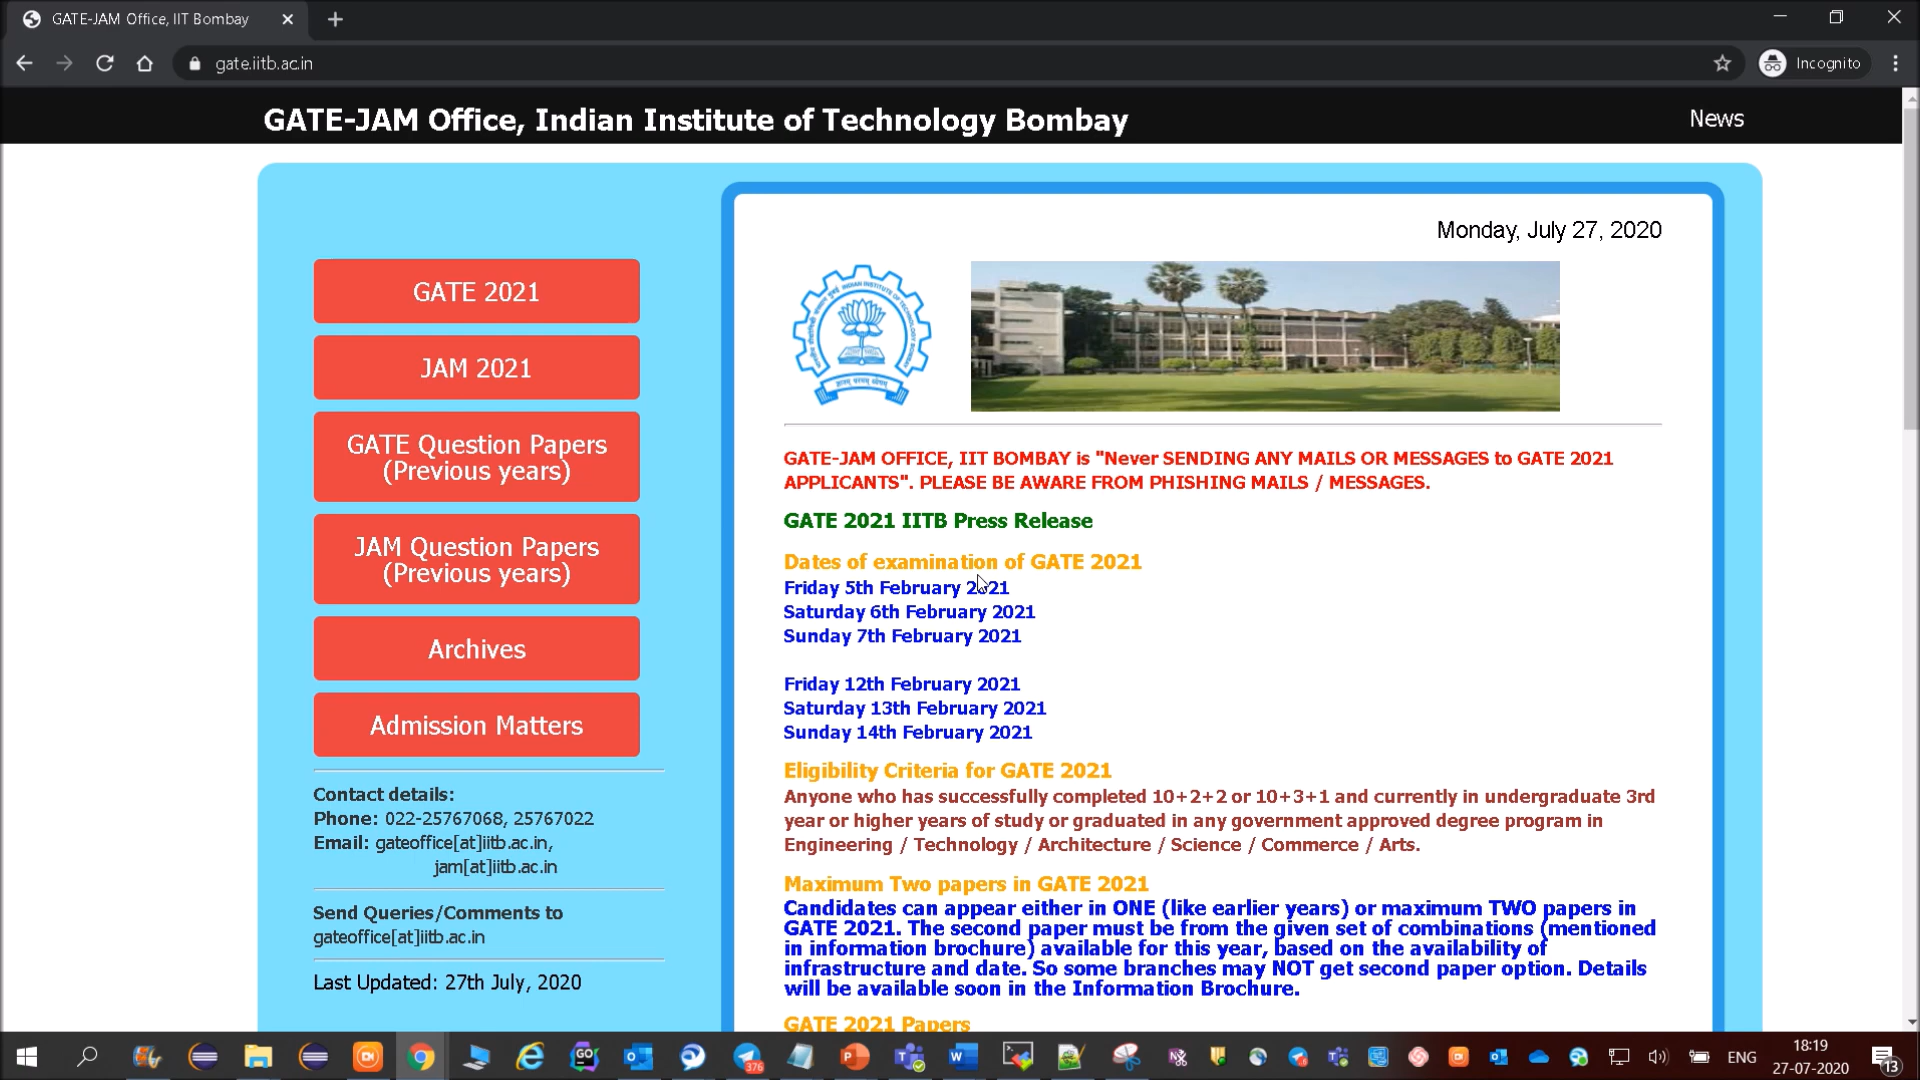 GATE-JAM Office, IIT Bombay
gate.iitb.ac.in
Incognito
GATE-JAM Office, Indian Institute of Technology Bombay
News
GATE 2021
JAM 2021
GATE Question Papers
(Previous years)
JAM Question Papers
(Previous years)
Archives
Admission Matters
Contact details:
Phone: 022-25767068, 25767022
Email: gateoffice[at]iitb.ac.in,
jam[at]iitb.ac.in
Send Queries/Comments to
gateoffice[at]iitb.ac.in
Last Updated: 27th July, 2020
Monday, July 27, 2020
GATE-JAM OFFICE, IIT BOMBAY is "Never SENDING ANY MAILS OR MESSAGES to GATE 2021
APPLICANTS". PLEASE BE AWARE FROM PHISHING MAILS / MESSAGES.
GATE 2021 IITB Press Release
Dates of examination of GATE 2021
Friday 5th February 2021
Saturday 6th February 2021
Sunday 7th February 2021
Friday 12th February 2021
Saturday 13th February 2021
Sunday 14th February 2021
Eligibility Criteria for GATE 2021
Anyone who has successfully completed 10+2+2 or 10+3+1 and currently in undergraduate 3rd
year or higher years of study or graduated in any government approved degree program in
Engineering / Technology / Architecture / Science / Commerce / Arts.
Maximum Two papers in GATE 2021
Candidates can appear either in ONE (like earlier years) or maximum TWO papers in
GATE 2021. The second paper must be from the given set of combinations (mentioned
in information brochure) available for this year, based on the availability of
infrastructure and date. So some branches may NOT get second paper option. Details
will be available soon in the Information Brochure.
GATE 2021 Papers
GO
376
ENG
18:19
27-07-2020
13